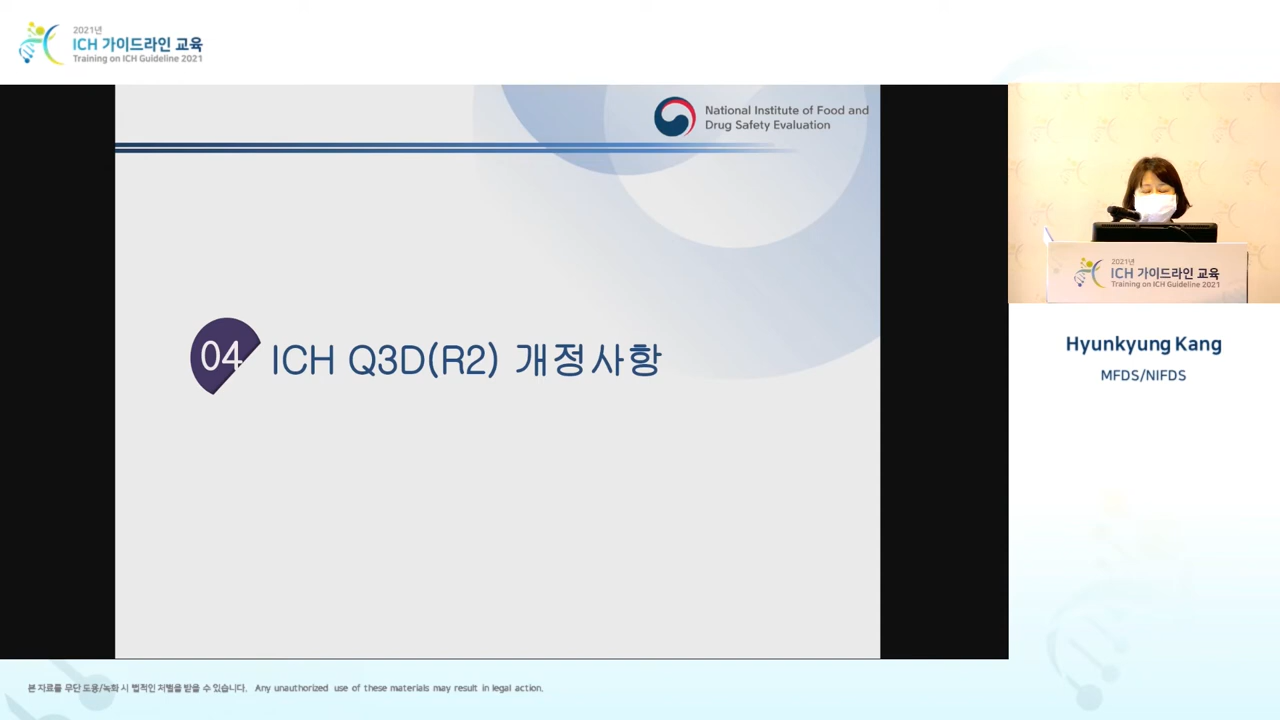 2021년
ICH 가이드라인 교육
Training on ICH Guideline 2021
National Institute of Food and
Drug Safety Evaluation
04
ICH Q3D(R2) 개정사항
2021년
ICH 가이드라인 교육
Training on ICH Guideline 2021
Hyunkyung Kang
MFDS/NIFDS
본 자료를 무단 도용/녹화 시 법적인 처벌을 받을 수 있습니다. Any unauthorized use of these materials may result in legal action.